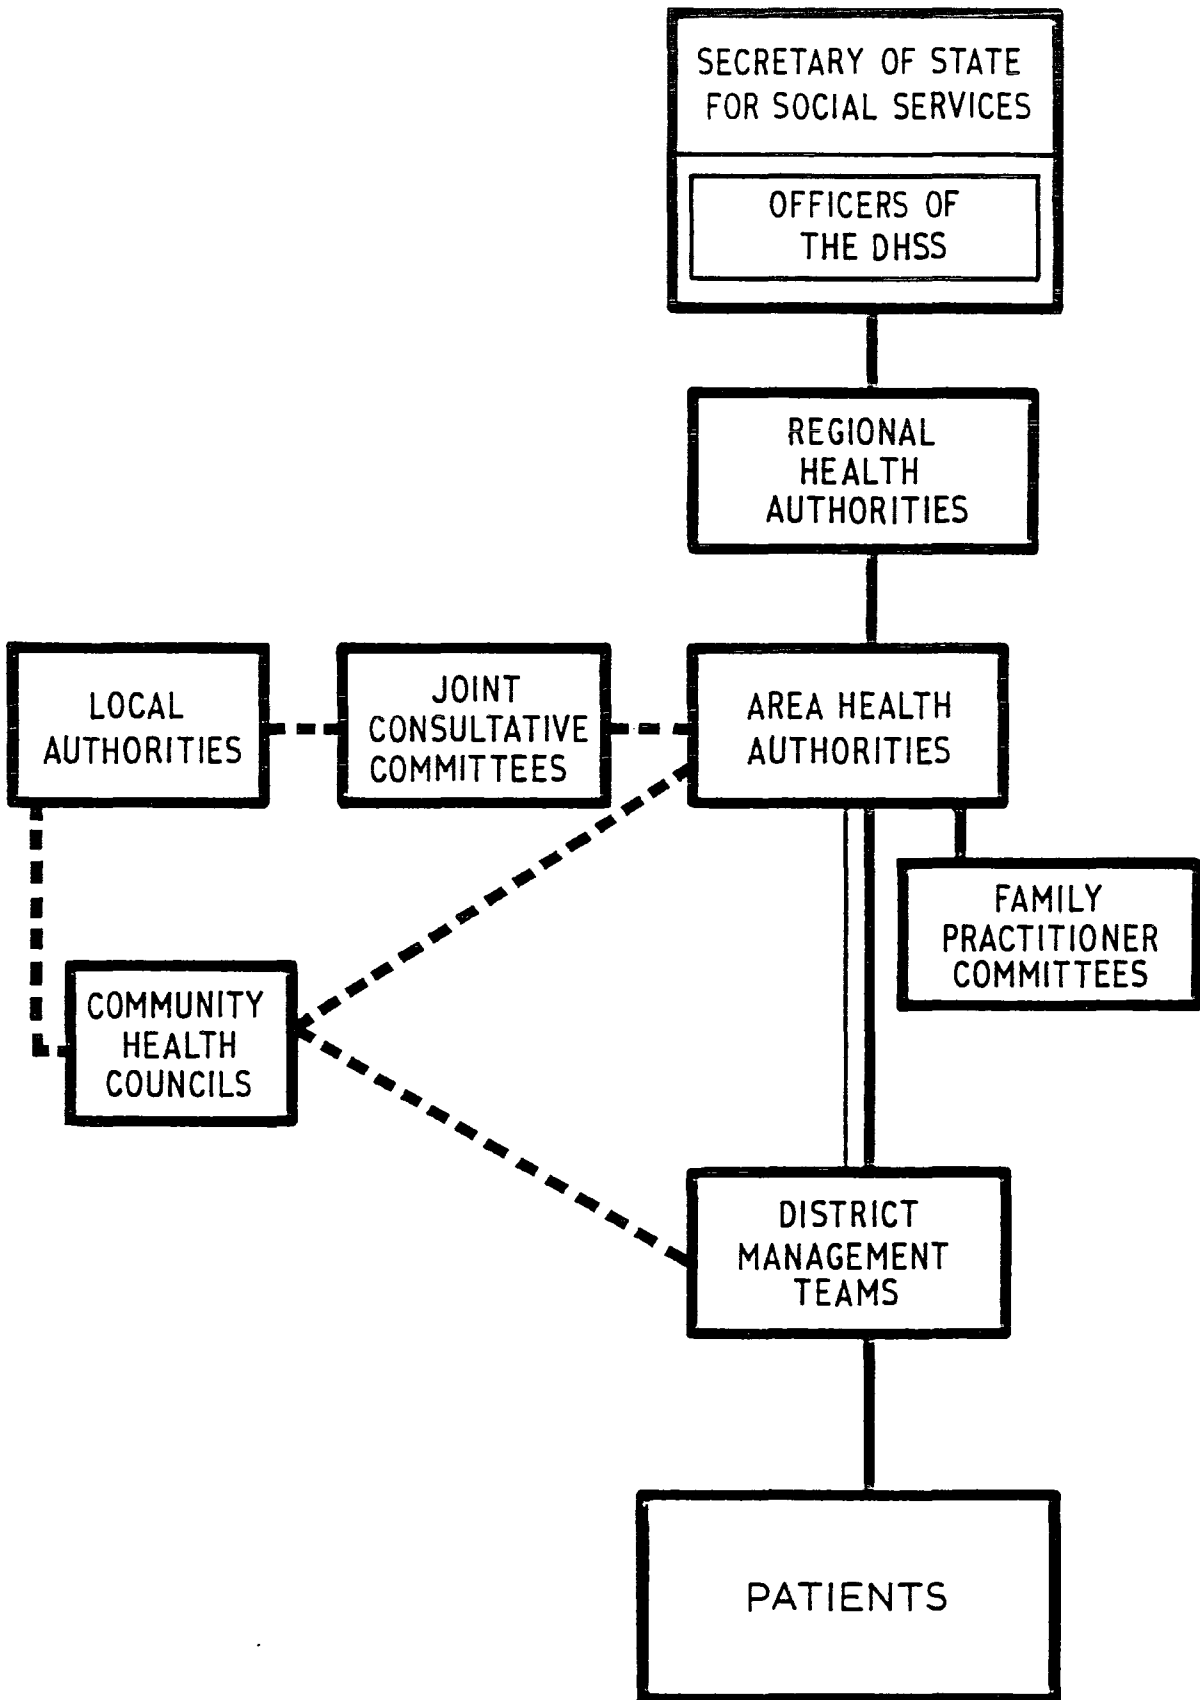 SECRETARY OF STATE
FOR SOCIAL SERVICES
OFFICERS OF
THE DHSS
REGIONAL
HEALTH
AUTHORITIES
LOCAL
AUTHORITIES
JOINT
CONSULTATIVE
COMMITTEES
AREA HEALTH
AUTHORITIES
FAMILY
PRACTITIONER
COMMITTEES
COMMUNITY
HEALTH
COUNCILS
DISTRICT
MANAGEMENT
TEAMS
PATIENTS